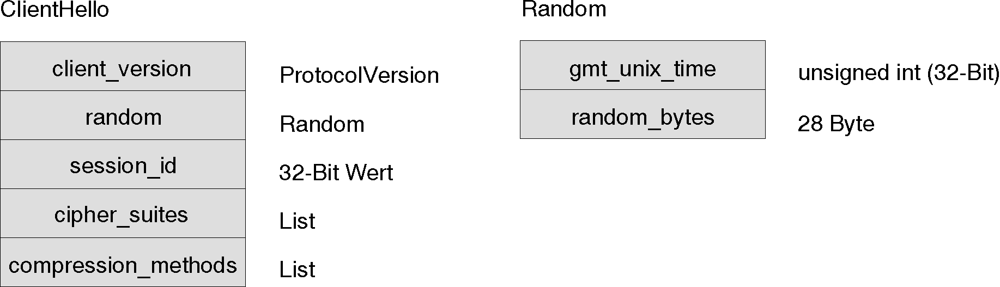 ClientHello
client_version
ProtocolVersion
random
Random
session_id
32-Bit Wert
cipher_suites
List
compression_methods
List
Random
gmt_unix_time
unsigned int (32-Bit)
random_bytes
28 Byte